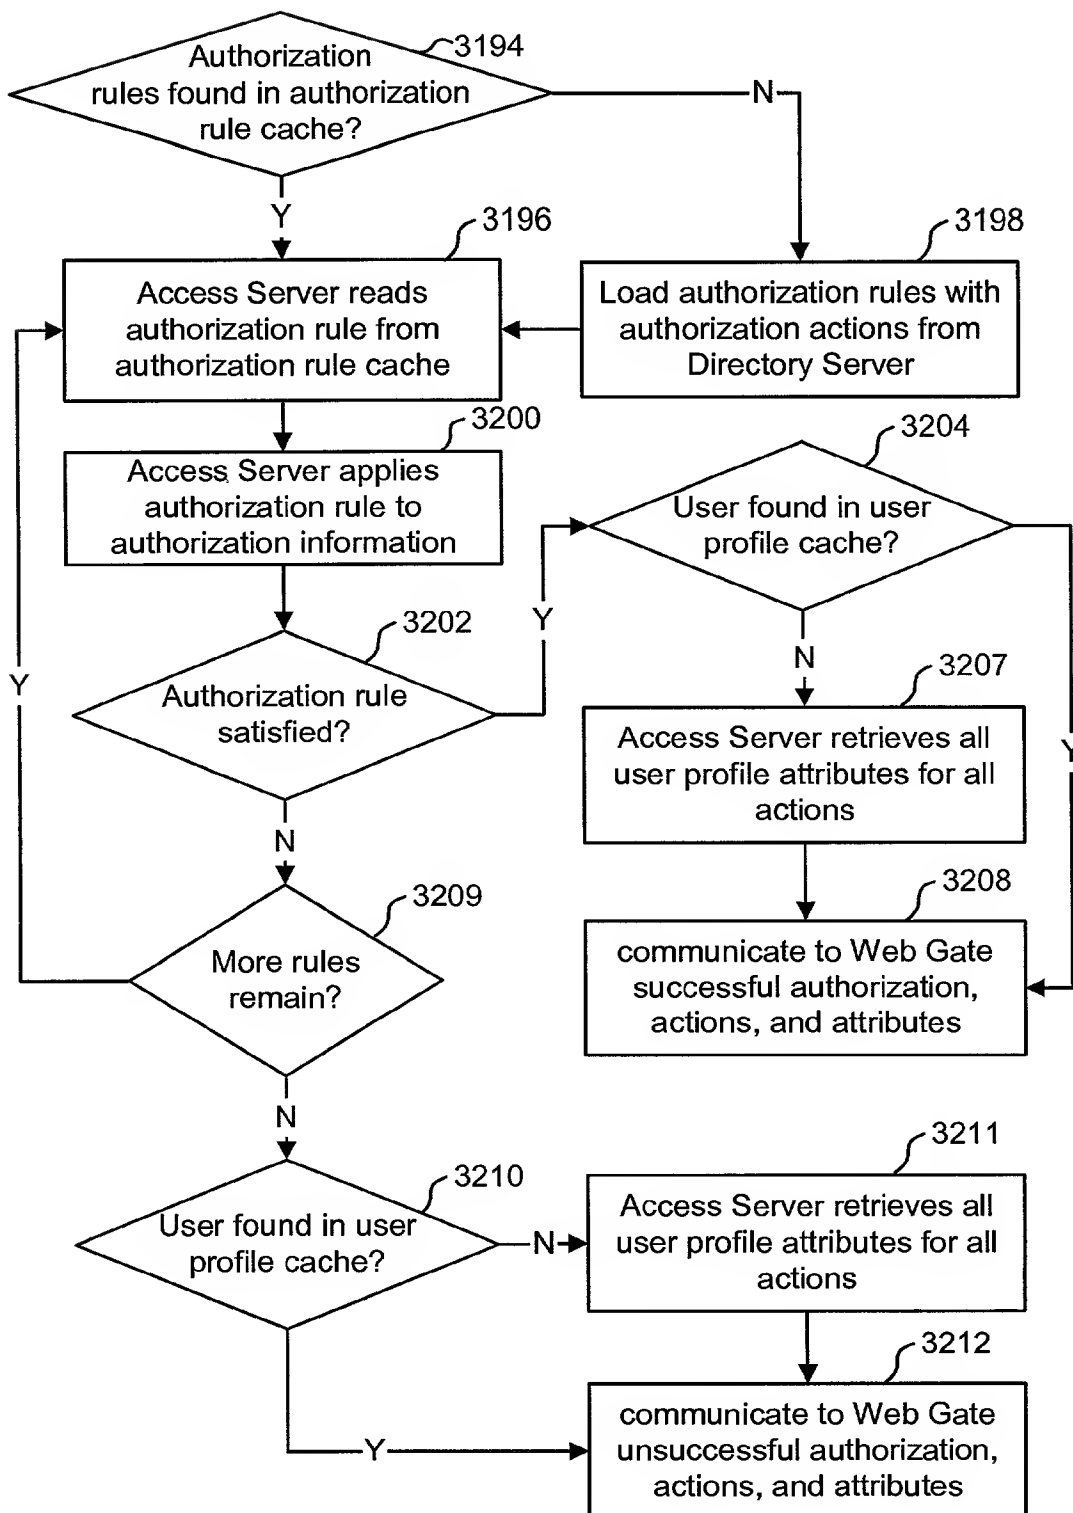 3194
Authorization
rules found in authorization
rule cache?
N
Y
3196
3198
Access Server reads
authorization rule from
authorization rule cache
Load authorization rules with
authorization actions from
Directory Server
3200
3204
Access Server applies
authorization rule to
authorization information
User found in user
profile cache?
Y
3202
N
Y
3207
Authorization rule
satisfied?
Access Server retrieves all
user profile attributes for all
actions
Y
N
3209
3208
More rules
remain?
communicate to Web Gate
successful authorization,
actions, and attributes
N
3211
3210
User found in user
profile cache?
N
Access Server retrieves all
user profile attributes for all
actions
3212
Y
communicate to Web Gate
unsuccessful authorization,
actions, and attributes